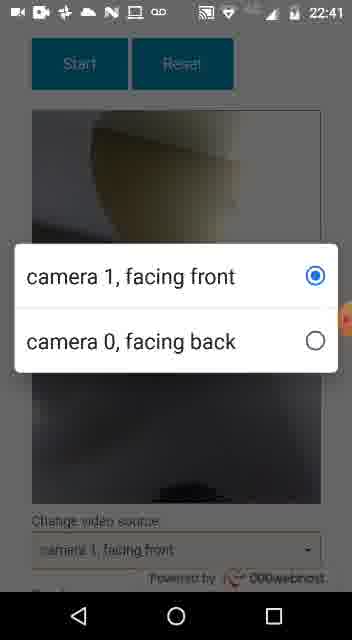 22:41
Start
Reset
camera 1, facing front
camera 0, facing back
Change video source
camera 1, facing front
Powered by 000webhost